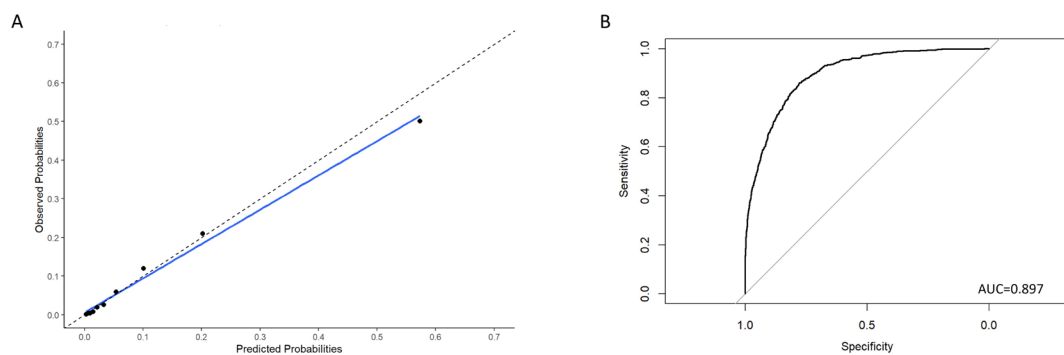 A
0.7
0.6
0.5
0.4
0.3
0.2
0.1
0.0
Observed Probabilities
0.0 0.1 0.2 0.3 0.4 0.5 0.6 0.7
Predicted Probabilities
B
1.0
0.8
0.6
0.4
0.2
0.0
Sensitivity
AUC=0.897
1.0 0.5 0.0
Specificity